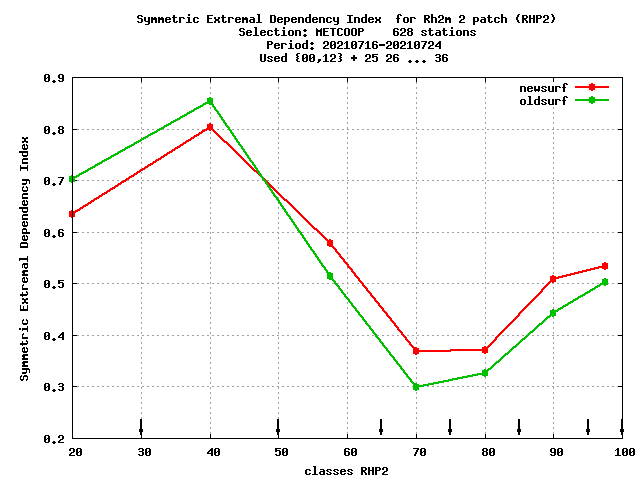 Symmetric Extremal Dependency Index  for Rh2m 2 patch (RHP2)
Selection: METCOOP    628 stations
Period: 20210716-20210724
Used {00,12} + 25 26 ... 36
newsurf
oldsurf
0.9
0.8
0.7
0.6
0.5
0.4
0.3
0.2
Symmetric Extremal Dependency Index
20 30 40 50 60 70 80 90 100
classes RHP2